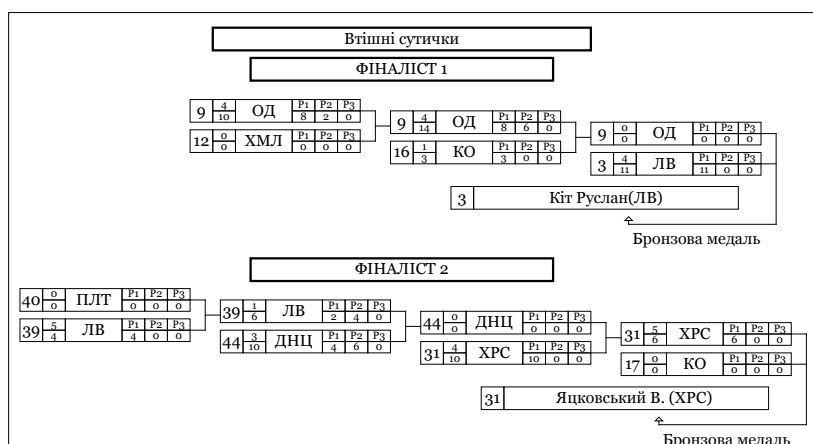 Втішні сутички
ФІНАЛІСТ 1
9 4 10 ОД P1 8 P2 2 P3 0
12 0 0 ХМЛ P1 0 P2 0 P3 0
9 4 14 ОД P1 8 P2 6 P3 0
16 1 3 КО P1 3 P2 0 P3 0
9 0 0 ОД P1 0 P2 0 P3 0
3 4 11 ЛВ P1 11 P2 0 P3 0
3 Кіт Руслан(ЛВ)
Бронзова медаль
ФІНАЛІСТ 2
40 0 0 ПЛТ P1 0 P2 0 P3 0
39 5 4 ЛВ P1 4 P2 0 P3 0
39 1 6 ЛВ P1 2 P2 4 P3 0
44 3 10 ДНЦ P1 4 P2 6 P3 0
44 0 0 ДНЦ P1 0 P2 0 P3 0
31 4 10 ХРС P1 10 P2 0 P3 0
31 5 6 ХРС P1 6 P2 0 P3 0
17 0 0 КО P1 0 P2 0 P3 0
31 Яцковський В. (ХРС)
Бронзова медаль